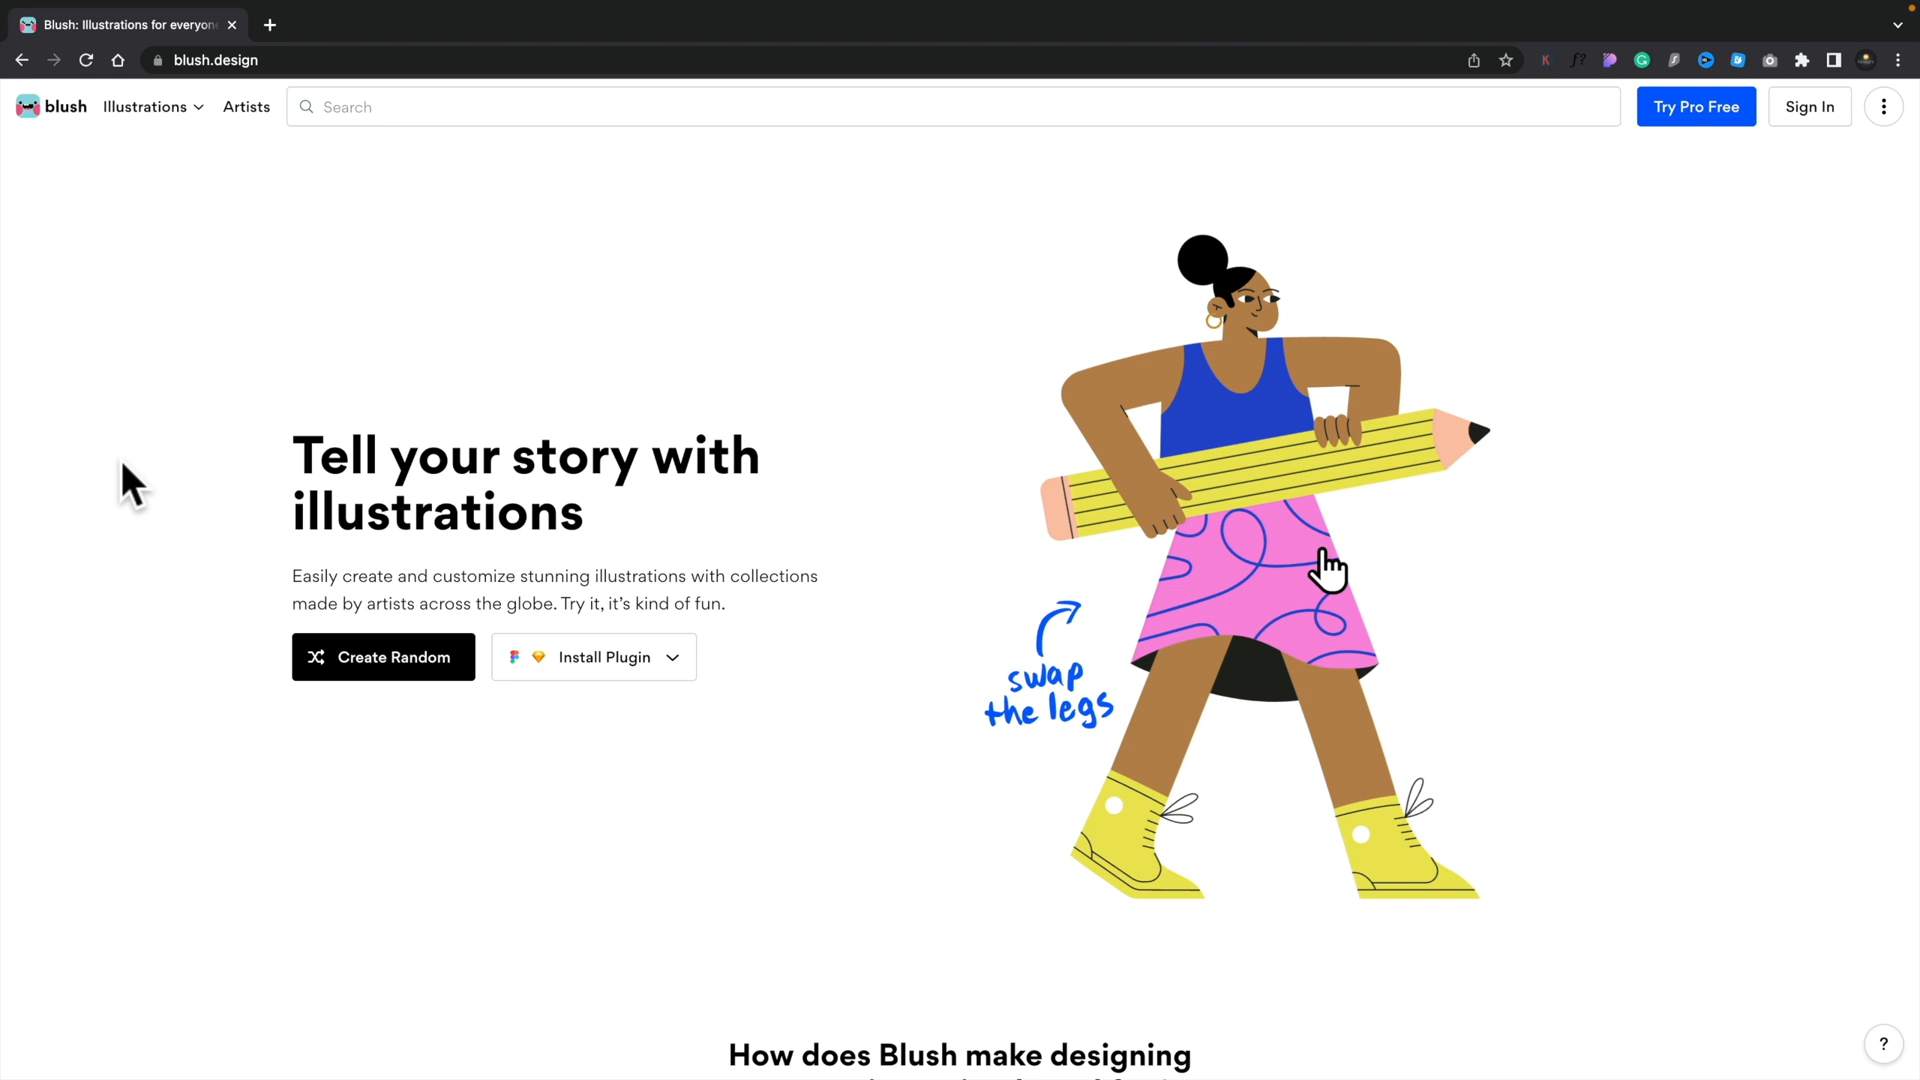 Blush: Illustrations for everyon
blush.design
blush
Illustrations
Artists
Search
Try Pro Free
Sign In
Tell your story with
illustrations
Easily create and customize stunning illustrations with collections
made by artists across the globe. Try it, it's kind of fun.
Create Random
Install Plugin
swap
the legs
How does Blush make designing
?